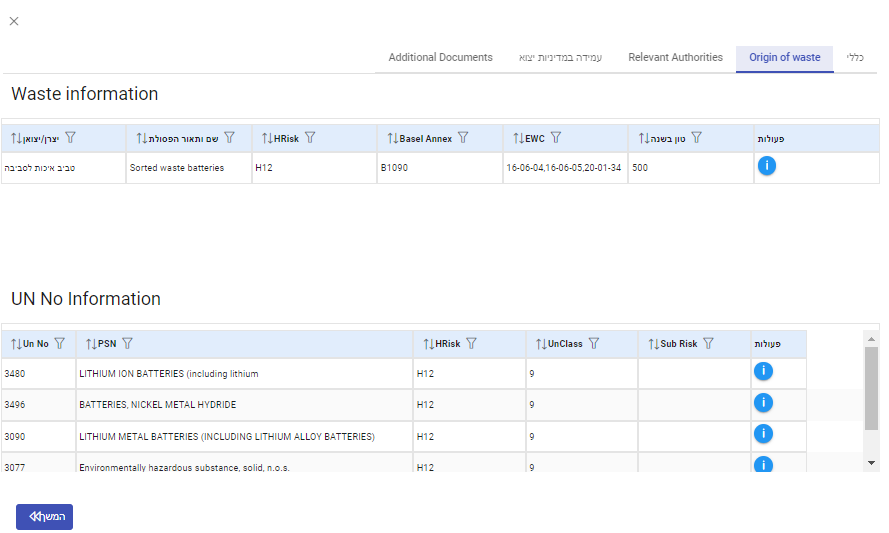 Additional Documents עמידה במדיניות יצוא Relevant Authorities Origin of waste כללי
Waste information
יצרן/יצואן שם ותאור הפסולת HRisk Basel Annex EWC טון בשנה פעולות
טביב איכות לסביבה Sorted waste batteries H12 B1090 16-06-04,16-06-05,20-01-34 500 i
UN No Information
Un No PSN HRisk UnClass Sub Risk פעולות
3480 LITHIUM ION BATTERIES (including lithium H12 9 i
3496 BATTERIES, NICKEL METAL HYDRIDE H12 9 i
3090 LITHIUM METAL BATTERIES (INCLUDING LITHIUM ALLOY BATTERIES) H12 9 i
3077 Environmentally hazardous substance, solid, n.o.s. H12 9 i
המשך